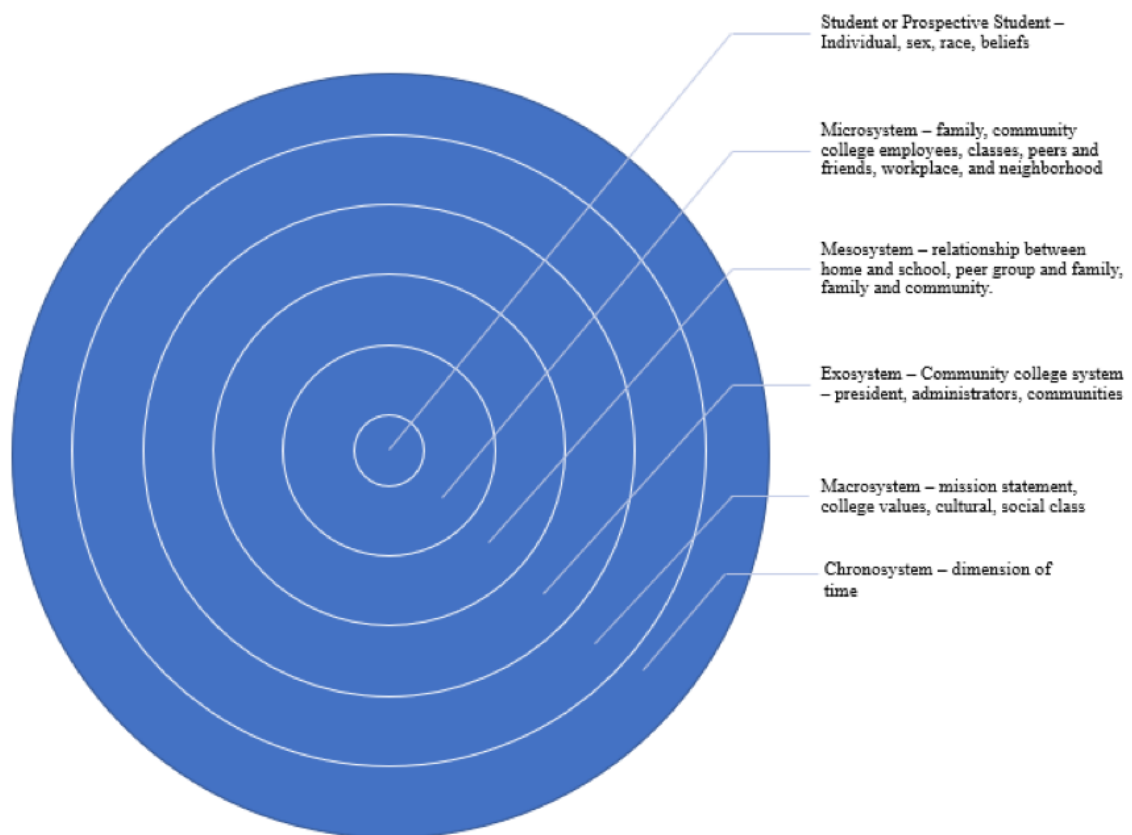 Student or Prospective Student –
Individual, sex, race, beliefs
Microsystem – family, community
college employees, classes, peers and
friends, workplace, and neighborhood
Mesosystem – relationship between
home and school, peer group and family,
family and community.
Exosystem – Community college system
– president, administrators, communities
Macrosystem – mission statement,
college values, cultural, social class
Chronosystem – dimension of
time